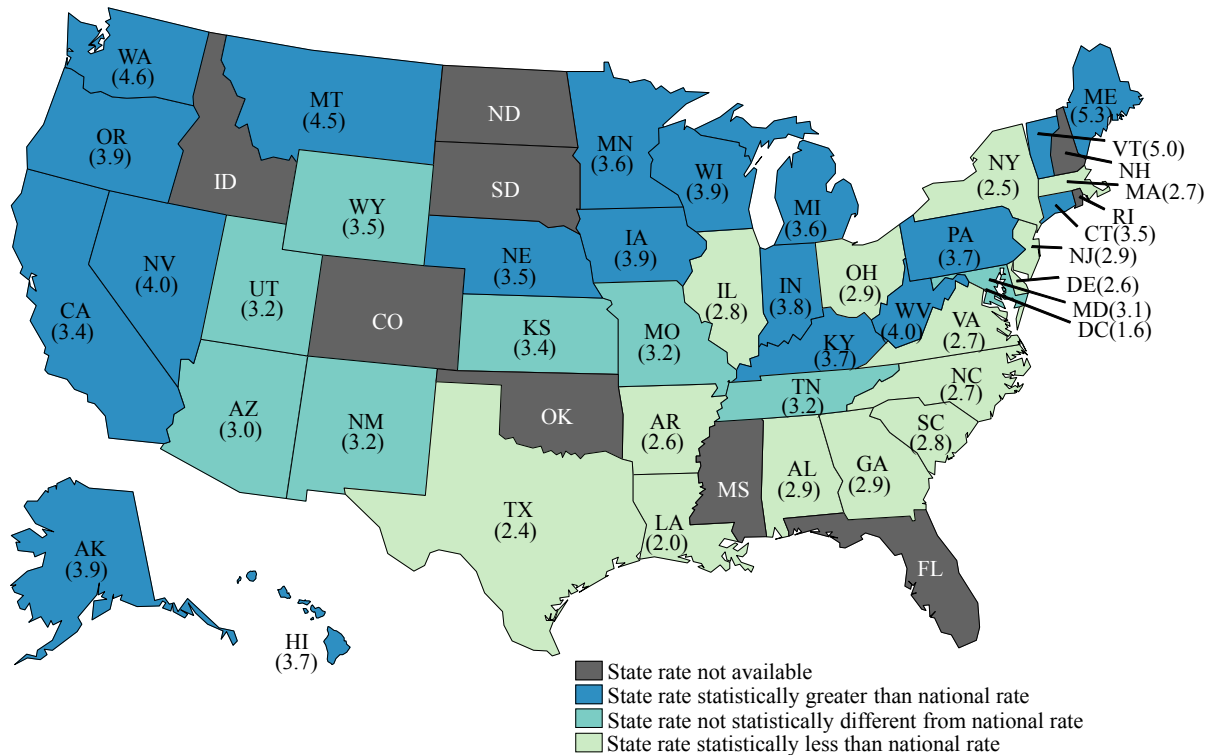 WA
(4.6)
MT
(4.5)
ND
OR
(3.9)
ID
MN
(3.6)
WI
(3.9)
ME
(5.3)
VT(5.0)
NH
MA(2.7)
RI
CT(3.5)
NJ(2.9)
DE(2.6)
MD(3.1)
DC(1.6)
SD
WY
(3.5)
MI
(3.6)
NY
(2.5)
PA
(3.7)
NV
(4.0)
UT
(3.2)
NE
(3.5)
IA
(3.9)
IL
(2.8)
IN
(3.8)
OH
(2.9)
CA
(3.4)
CO
KS
(3.4)
MO
(3.2)
KY
(3.7)
WV
(4.0)
VA
(2.7)
AZ
(3.0)
NM
(3.2)
OK
AR
(2.6)
TN
(3.2)
NC
(2.7)
SC
(2.8)
TX
(2.4)
LA
(2.0)
MS
AL
(2.9)
GA
(2.9)
FL
AK
(3.9)
HI
(3.7)
State rate not available
State rate statistically greater than national rate
State rate not statistically different from national rate
State rate statistically less than national rate